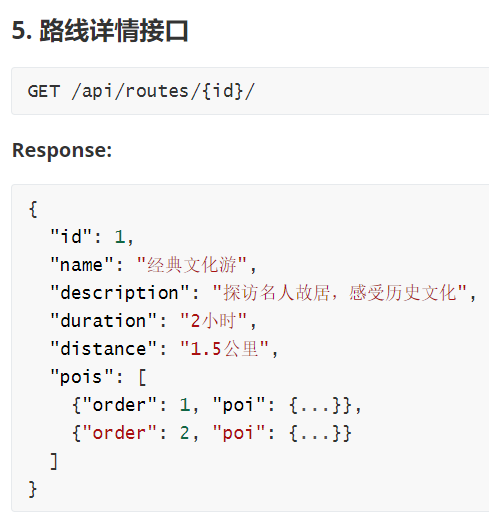 5. 路线详情接口
GET /api/routes/{id}/
Response:
{
  "id": 1,
  "name": "经典文化游",
  "description": "探访名人故居，感受历史文化",
  "duration": "2小时",
  "distance": "1.5公里",
  "pois": [
    {"order": 1, "poi": {...}},
    {"order": 2, "poi": {...}}
  ]
}